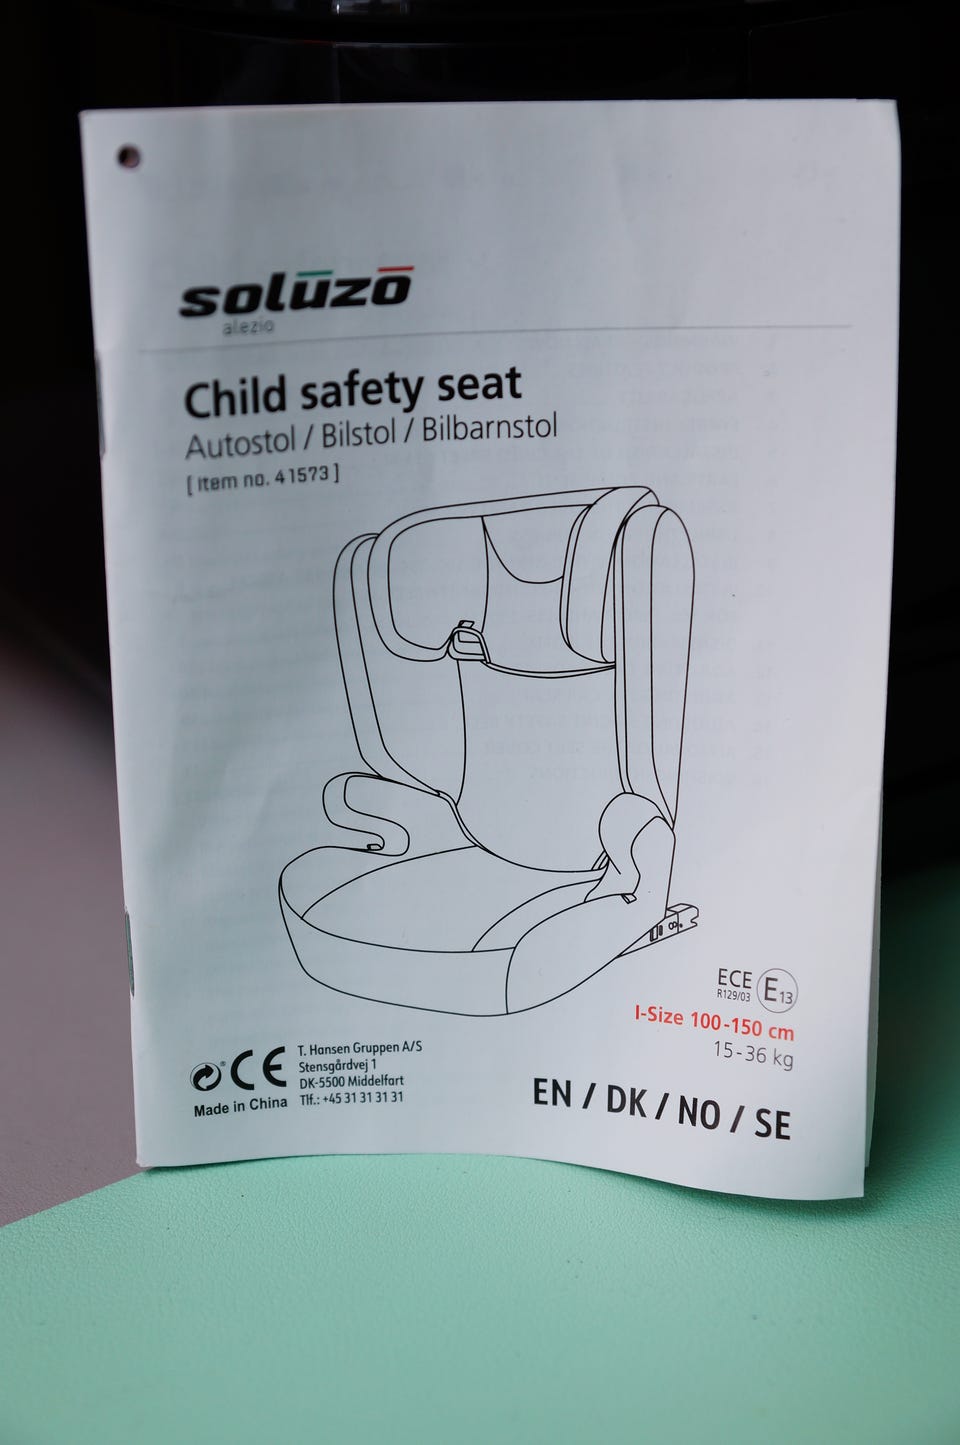 solūzō
alezio
Child safety seat
Autostol / Bilstol / Bilbarnstol
[ Item no. 41573 ]
ECE
R129/03
E13
I-Size 100-150 cm
15-36 kg
CE
T. Hansen Gruppen A/S
Stensgårdvej 1
DK-5500 Middelfart
Tlf.: +45 31 31 31 31
Made in China
EN / DK / NO / SE